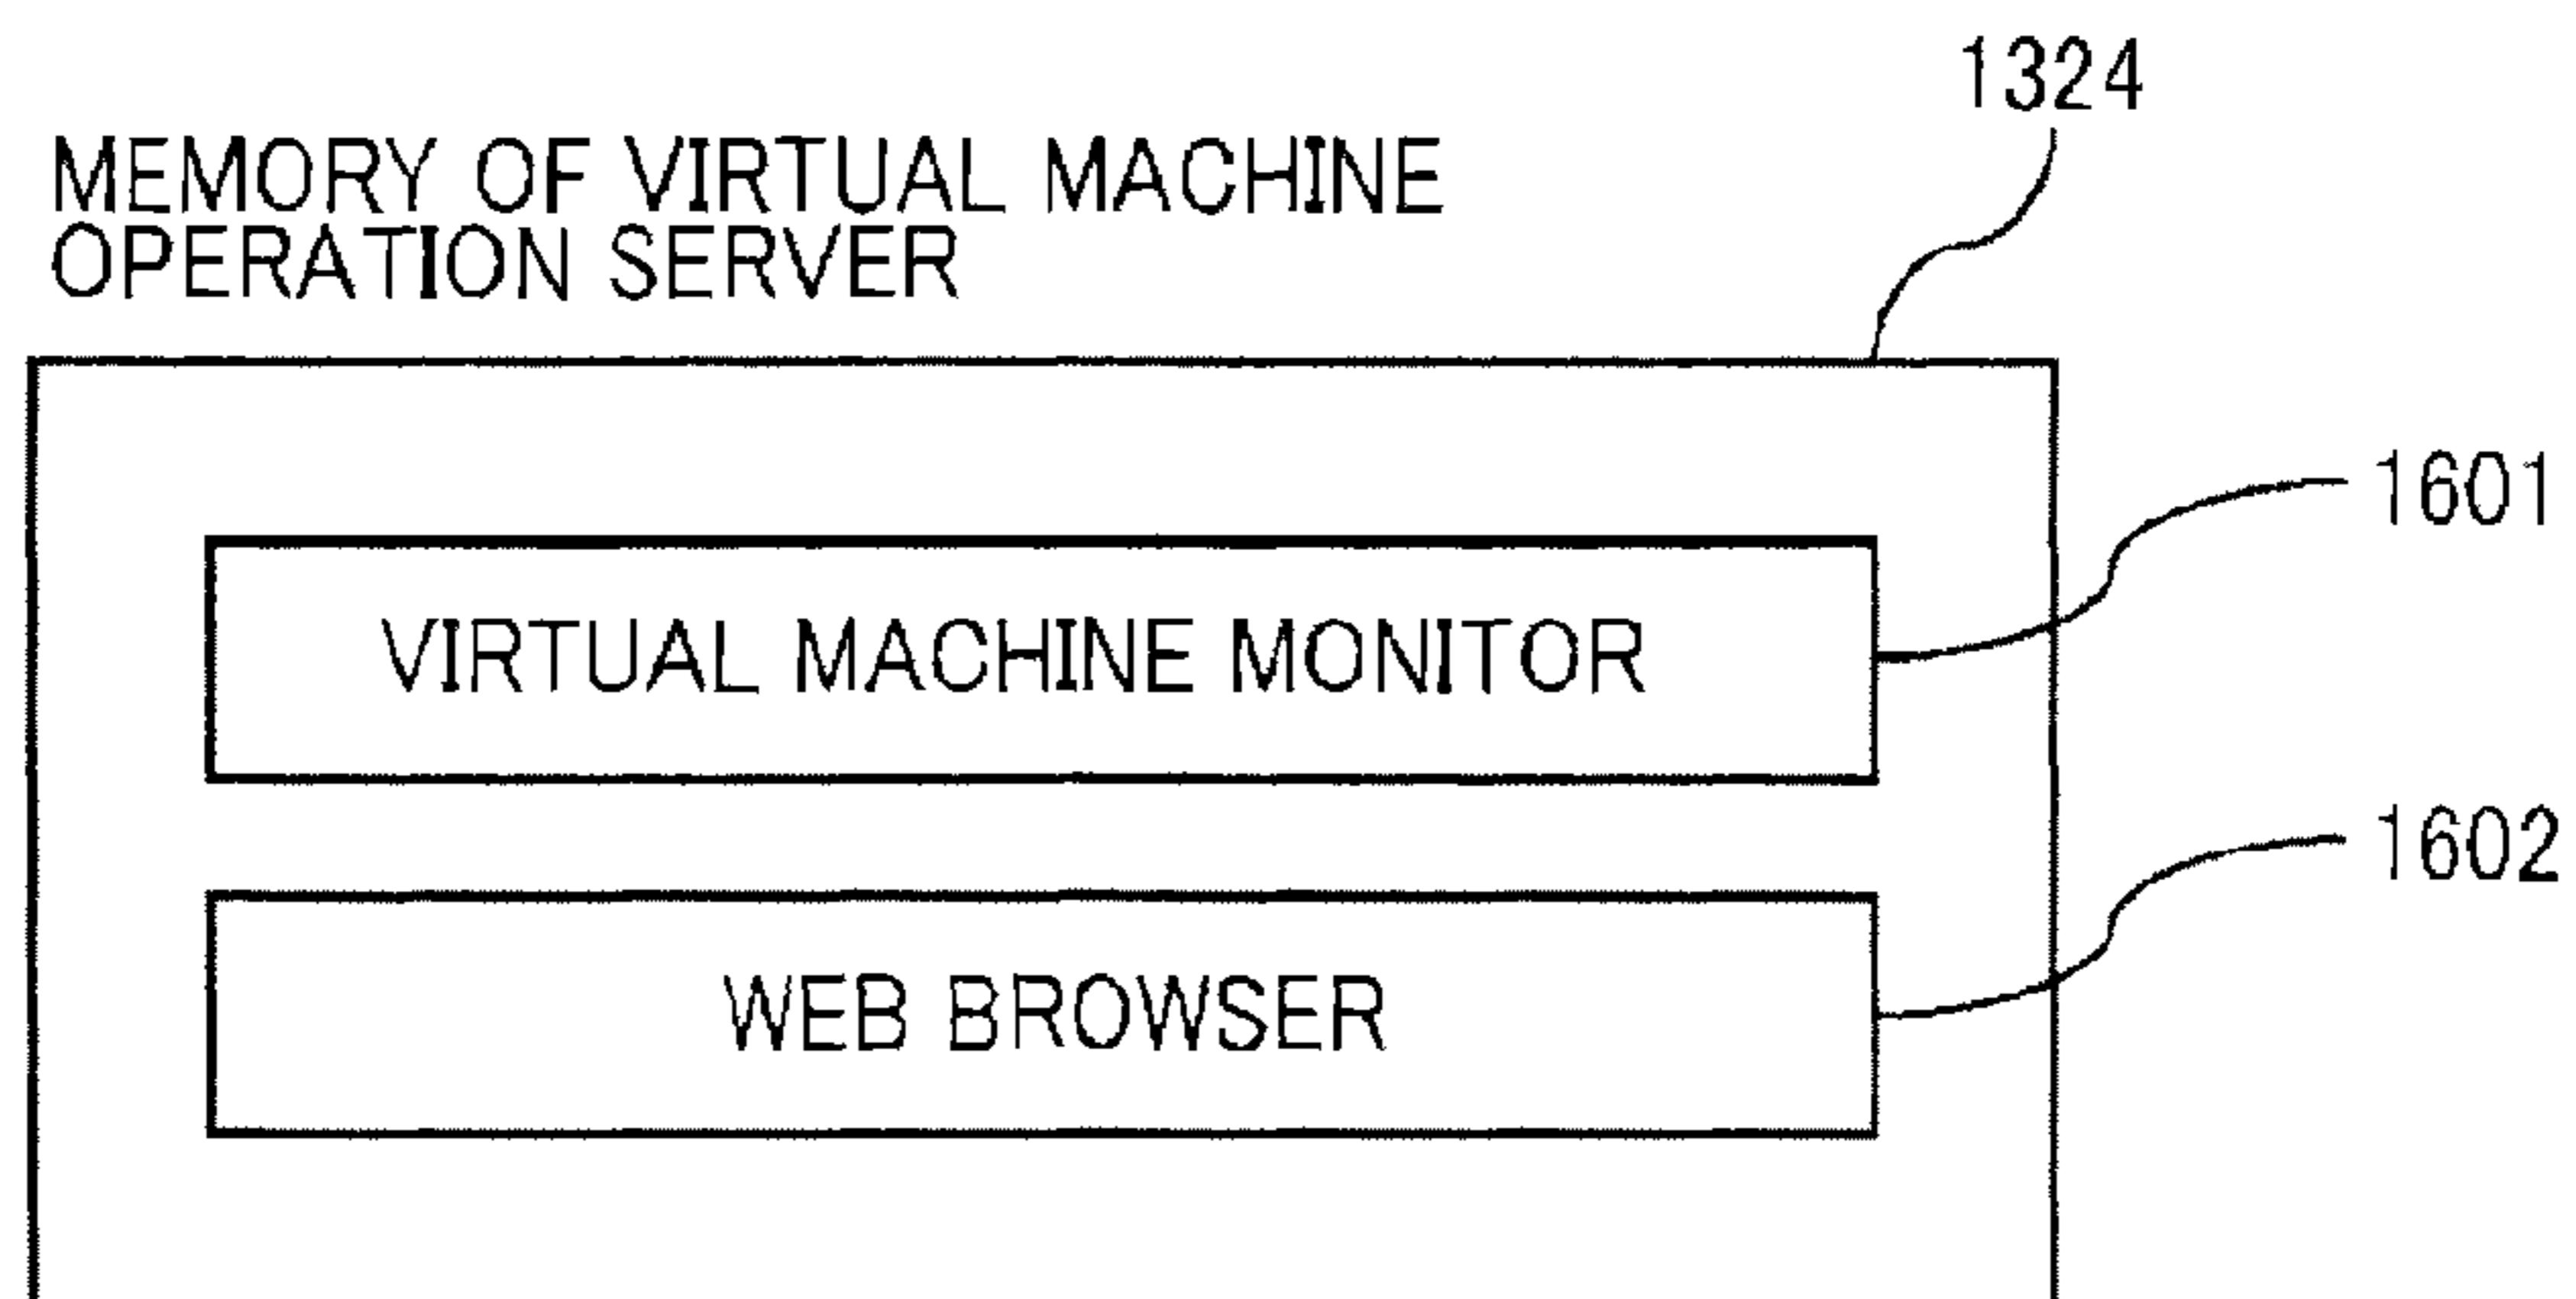 1324
MEMORY OF VIRTUAL MACHINE
OPERATION SERVER
1601
VIRTUAL MACHINE MONITOR
1602
WEB BROWSER